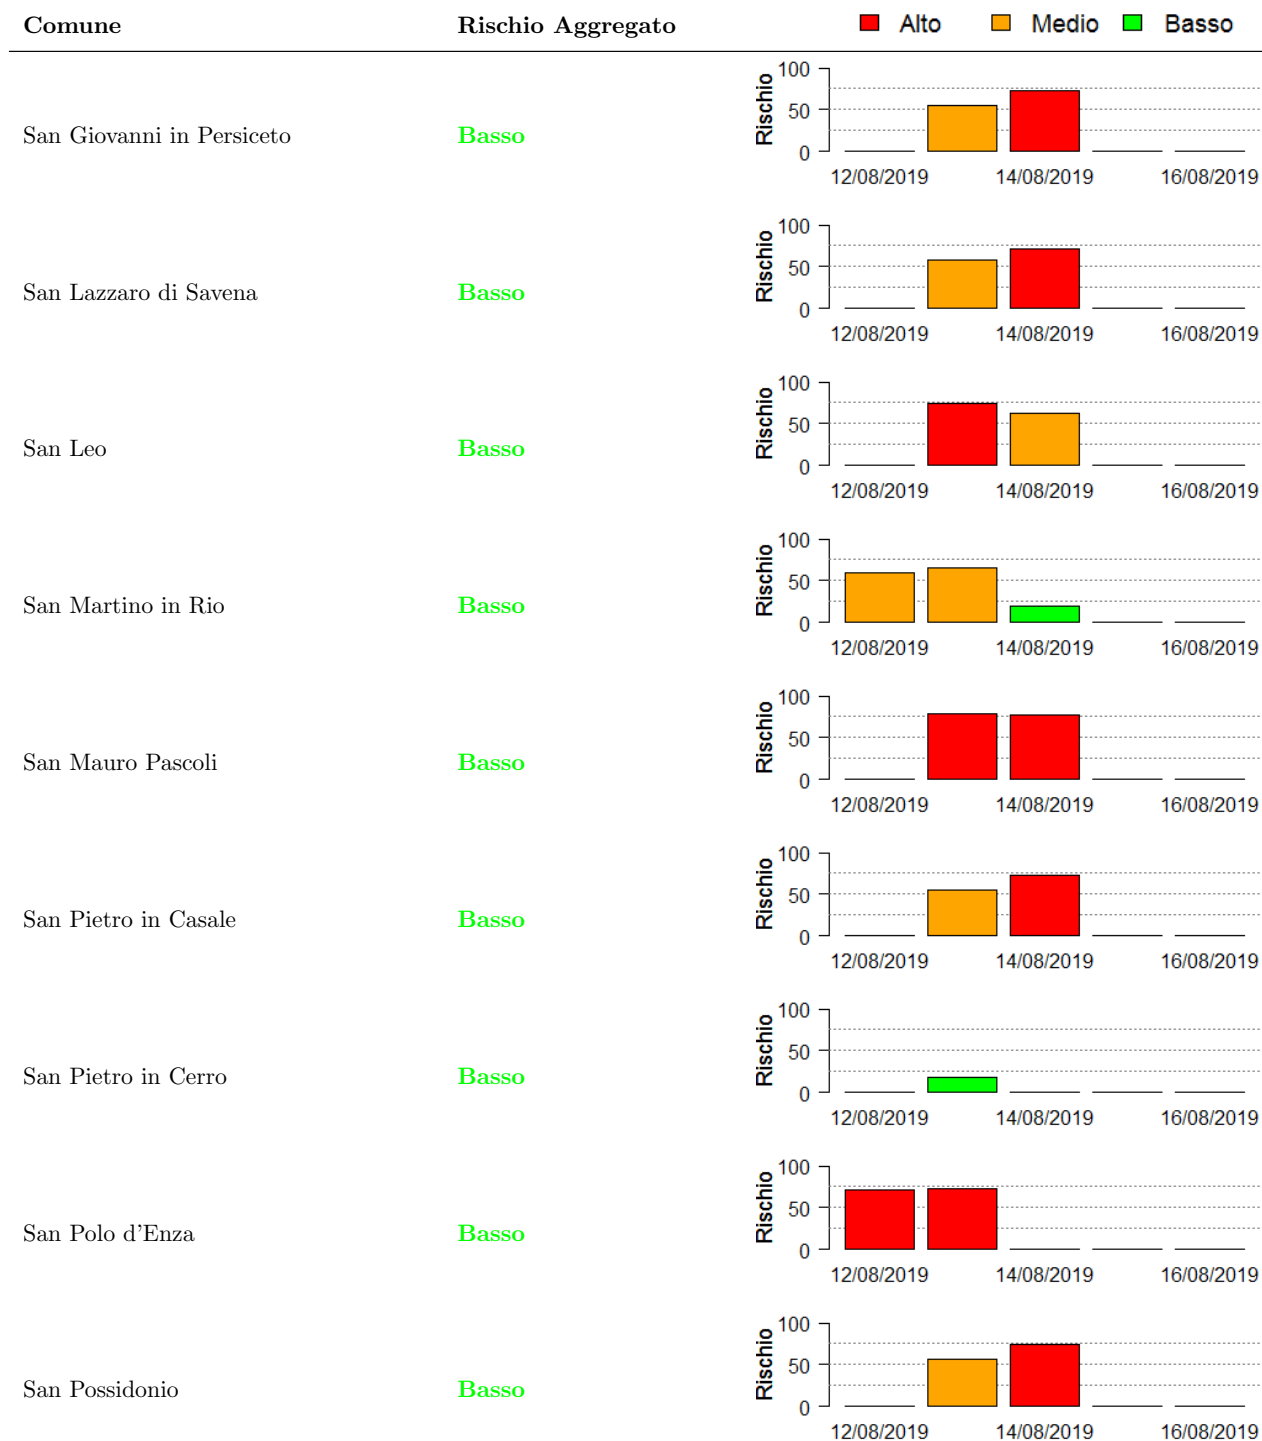 Comune Rischio Aggregato Alto Medio Basso
San Giovanni in Persiceto Basso
Rischio
100
50
0
12/08/2019 14/08/2019 16/08/2019
San Lazzaro di Savena Basso
Rischio
100
50
0
12/08/2019 14/08/2019 16/08/2019
San Leo Basso
Rischio
100
50
0
12/08/2019 14/08/2019 16/08/2019
San Martino in Rio Basso
Rischio
100
50
0
12/08/2019 14/08/2019 16/08/2019
San Mauro Pascoli Basso
Rischio
100
50
0
12/08/2019 14/08/2019 16/08/2019
San Pietro in Casale Basso
Rischio
100
50
0
12/08/2019 14/08/2019 16/08/2019
San Pietro in Cerro Basso
Rischio
100
50
0
12/08/2019 14/08/2019 16/08/2019
San Polo d'Enza Basso
Rischio
100
50
0
12/08/2019 14/08/2019 16/08/2019
San Possidonio Basso
Rischio
100
50
0
12/08/2019 14/08/2019 16/08/2019